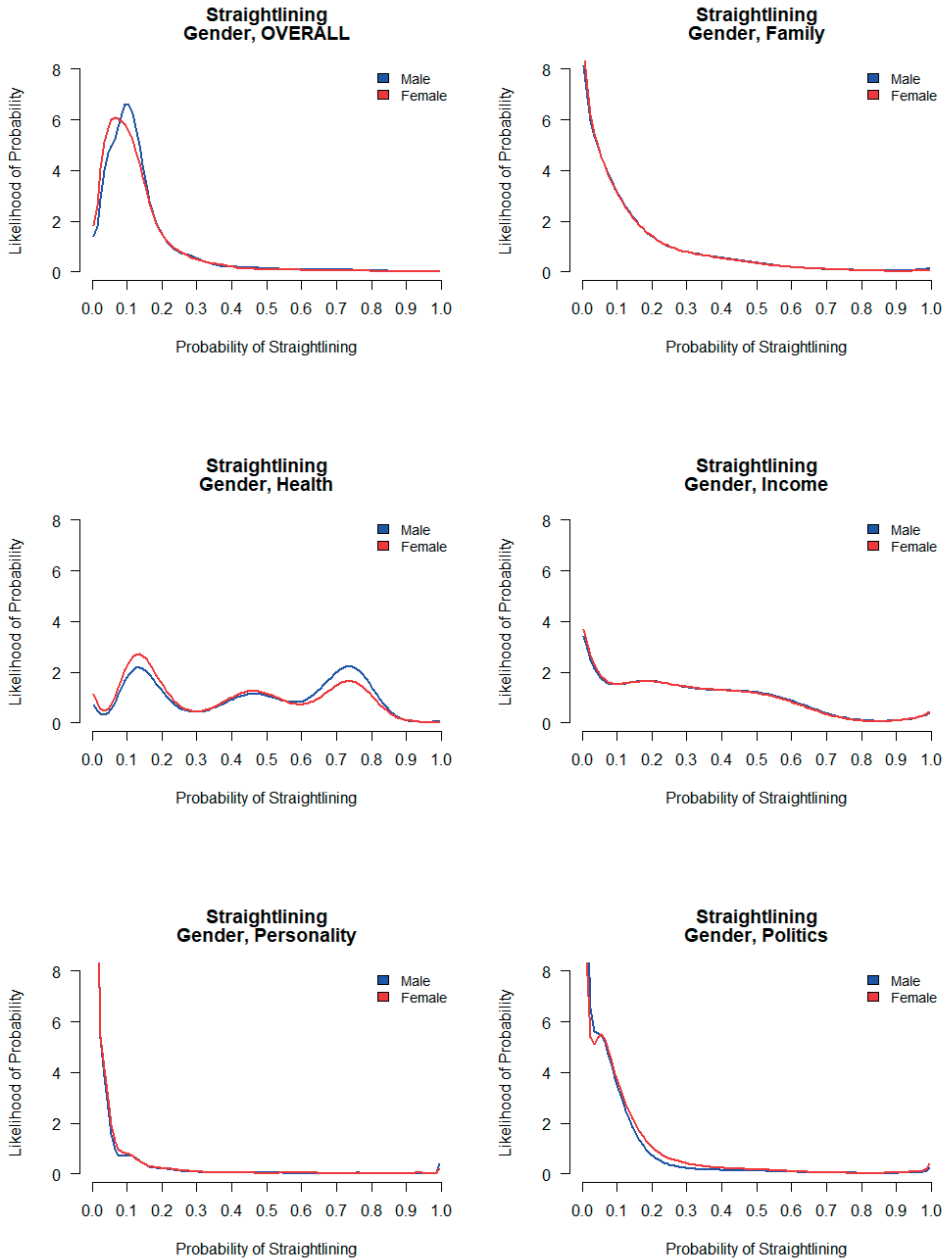 Straightlining
Gender, OVERALL
Likelihood of Probability
8
6
4
2
0
Male
Female
0.0 0.1 0.2 0.3 0.4 0.5 0.6 0.7 0.8 0.9 1.0
Probability of Straightlining
Straightlining
Gender, Family
Likelihood of Probability
8
6
4
2
0
Male
Female
0.0 0.1 0.2 0.3 0.4 0.5 0.6 0.7 0.8 0.9 1.0
Probability of Straightlining
Straightlining
Gender, Health
Likelihood of Probability
8
6
4
2
0
Male
Female
0.0 0.1 0.2 0.3 0.4 0.5 0.6 0.7 0.8 0.9 1.0
Probability of Straightlining
Straightlining
Gender, Income
Likelihood of Probability
8
6
4
2
0
Male
Female
0.0 0.1 0.2 0.3 0.4 0.5 0.6 0.7 0.8 0.9 1.0
Probability of Straightlining
Straightlining
Gender, Personality
Likelihood of Probability
8
6
4
2
0
Male
Female
0.0 0.1 0.2 0.3 0.4 0.5 0.6 0.7 0.8 0.9 1.0
Probability of Straightlining
Straightlining
Gender, Politics
Likelihood of Probability
8
6
4
2
0
Male
Female
0.0 0.1 0.2 0.3 0.4 0.5 0.6 0.7 0.8 0.9 1.0
Probability of Straightlining